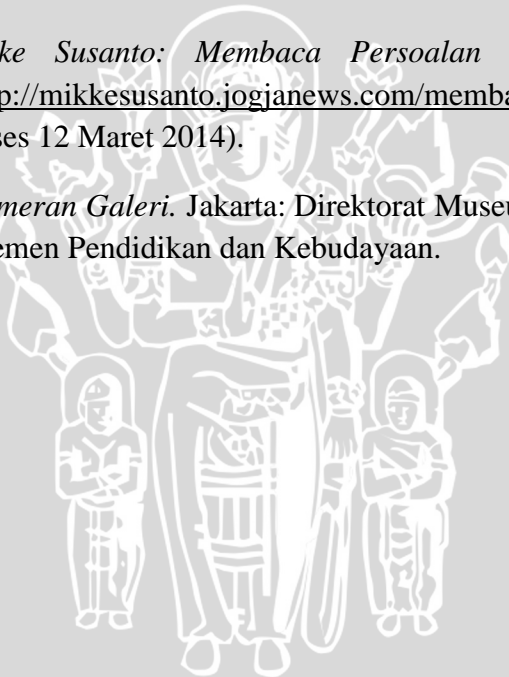 ke Susanto: Membaca Persoalan
p://mikkesusanto.jogjanews.com/memba
ses 12 Maret 2014).
meran Galeri. Jakarta: Direktorat Museu
emen Pendidikan dan Kebudayaan.